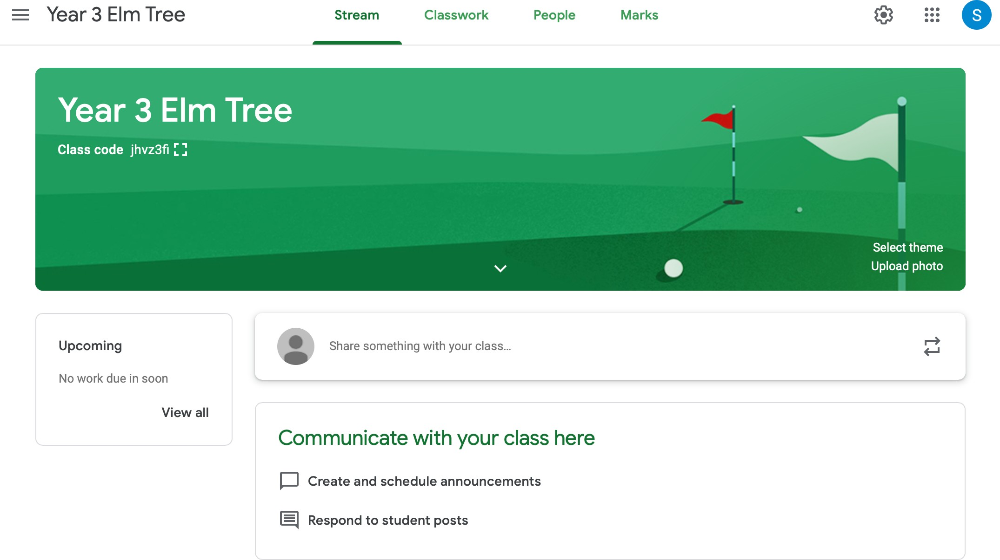 Year 3 Elm Tree
Stream
Classwork
People
Marks
S
Year 3 Elm Tree
Class code jhvz3fi
Select theme
Upload photo
Upcoming
No work due in soon
View all
Share something with your class...
Communicate with your class here
Create and schedule announcements
Respond to student posts